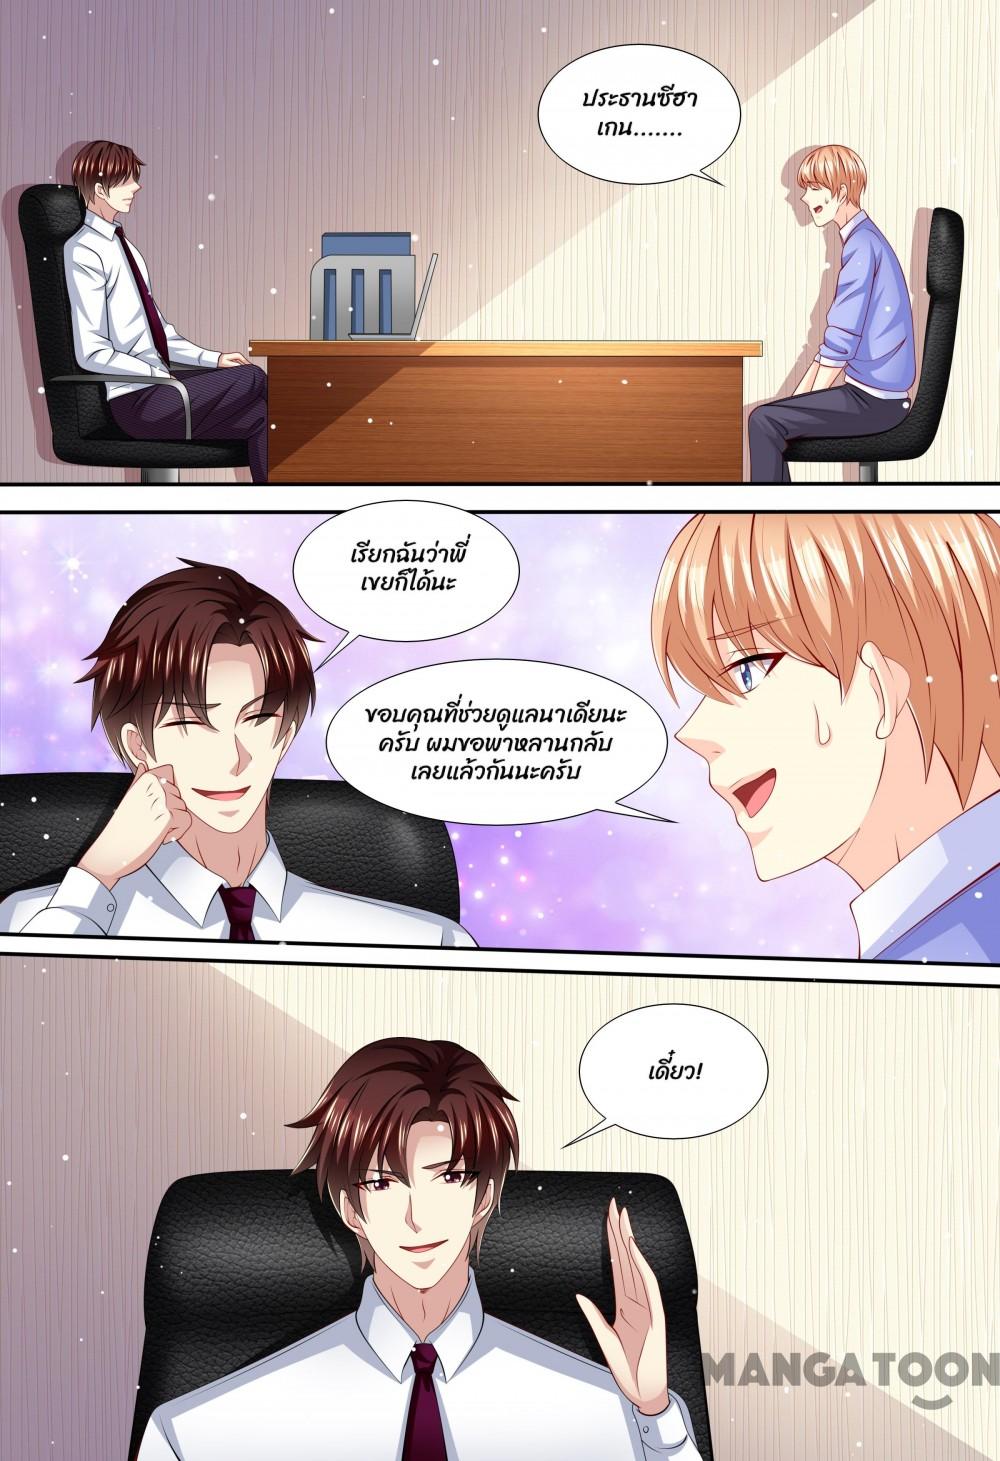 ประธานซีฮา
เกน.......
เรียกฉันว่าพี่
เขยก็ได้นะ
ขอบคุณที่ช่วยดูแลนาเดียนะ
ครับ ผมขอพาหลานกลับ
เลยแล้วกันนะครับ
เดี๋ยว!
MANGATOON